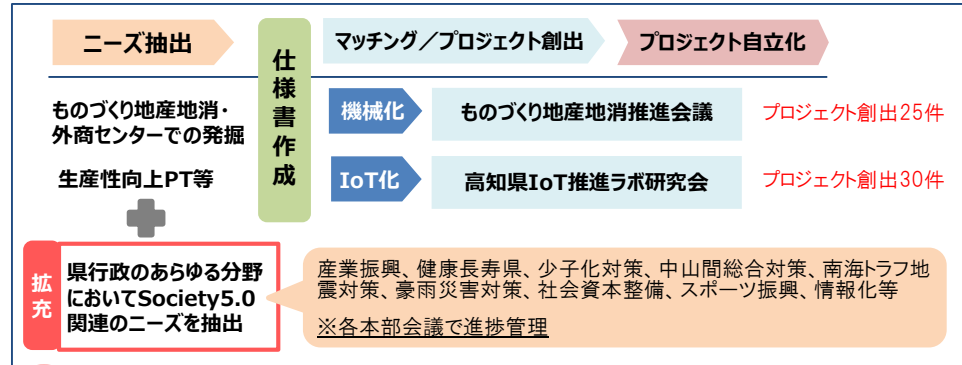 ニーズ抽出
仕様書作成
マッチング／プロジェクト創出
プロジェクト自立化
ものづくり地産地消・
外商センターでの発掘
生産性向上PT等
機械化
ものづくり地産地消推進会議
プロジェクト創出25件
IoT化
高知県IoT推進ラボ研究会
プロジェクト創出30件
拡充
県行政のあらゆる分野
においてSociety5.0
関連のニーズを抽出
産業振興、健康長寿県、少子化対策、中山間総合対策、南海トラフ地
震対策、豪雨災害対策、社会資本整備、スポーツ振興、情報化等
※各本部会議で進捗管理